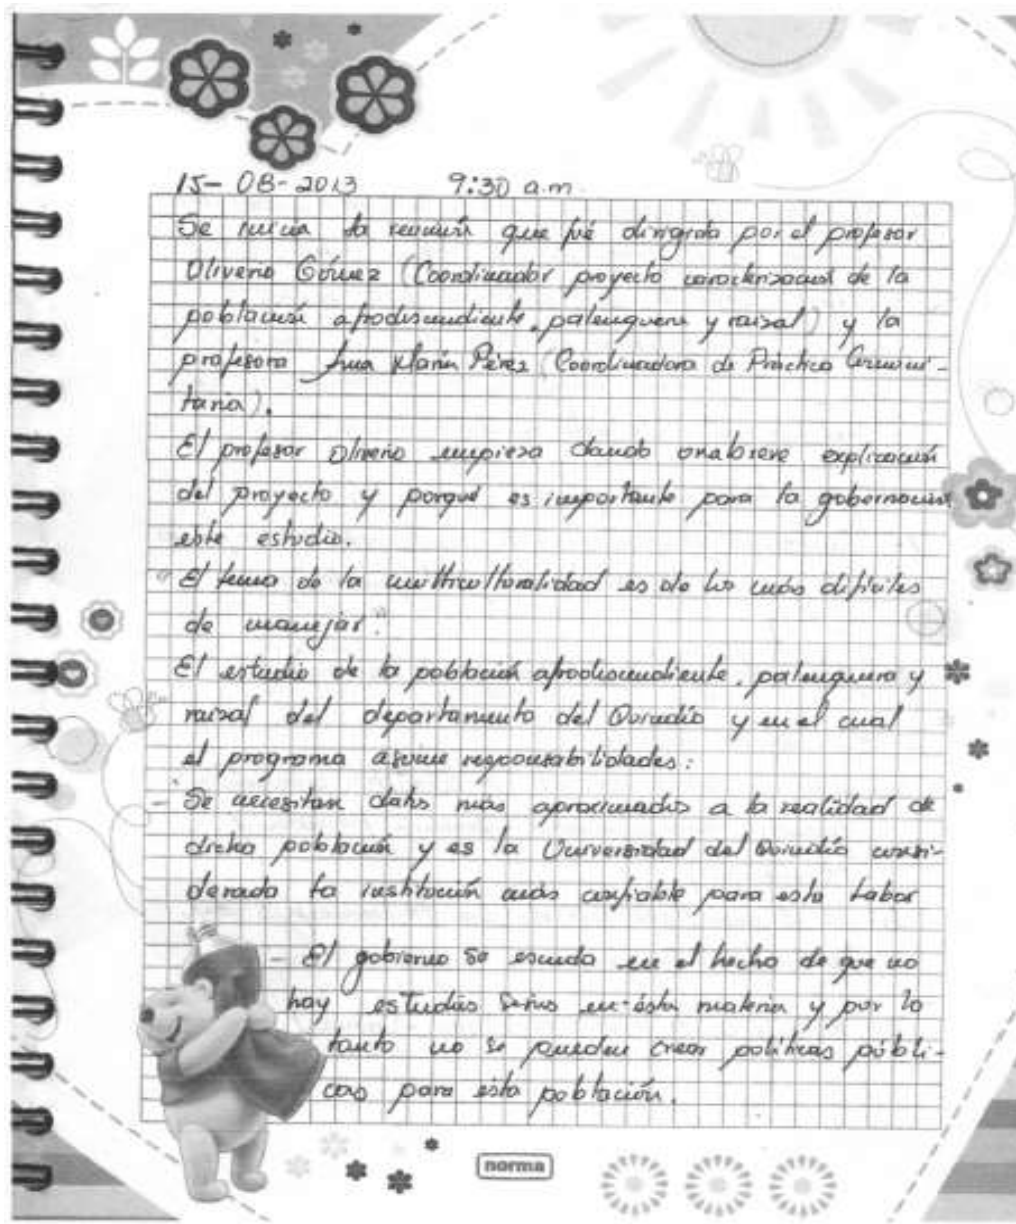 15- 08- 2013 9:30 a.m.
Se inicia la reunión que fué dirigida por el profesor
Oliverio Gómez (Coordinador proyecto caracterización de la
población afrodiscendiente, palenquera y raizal) y la
profesora Ana María Pérez (Coordinadora de Práctica Comuni-
taria).
El profesor Oliverio empieza dando una breve explicación
del proyecto y porqué es importante para la gobernación
este estudio.
"El tema de la multiculturalidad es de los más difíciles
de manejar."
El estudio de la población afrodiscendiente, palenquera y
raizal del departamento del Quindío y en el cual
el programa asume responsabilidades:
- Se necesitan datos más aproximados a la realidad de
dicha población y es la Universidad del Quindío consi-
derada la institución más confiable para esta labor
- El gobierno se escuda en el hecho de que no
hay estudios serios en ésta materia y por lo
tanto no se pueden crear políticas públi-
cas para esta población.
norma